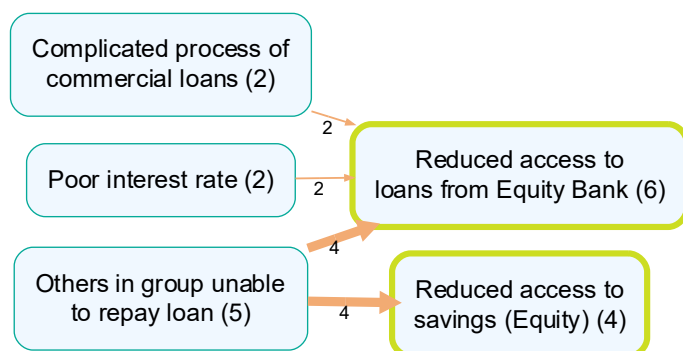 Complicated process of
commercial loans (2)
2
Reduced access to
loans from Equity Bank (6)
Poor interest rate (2)
2
4
Others in group unable
to repay loan (5)
4
Reduced access to
savings (Equity) (4)